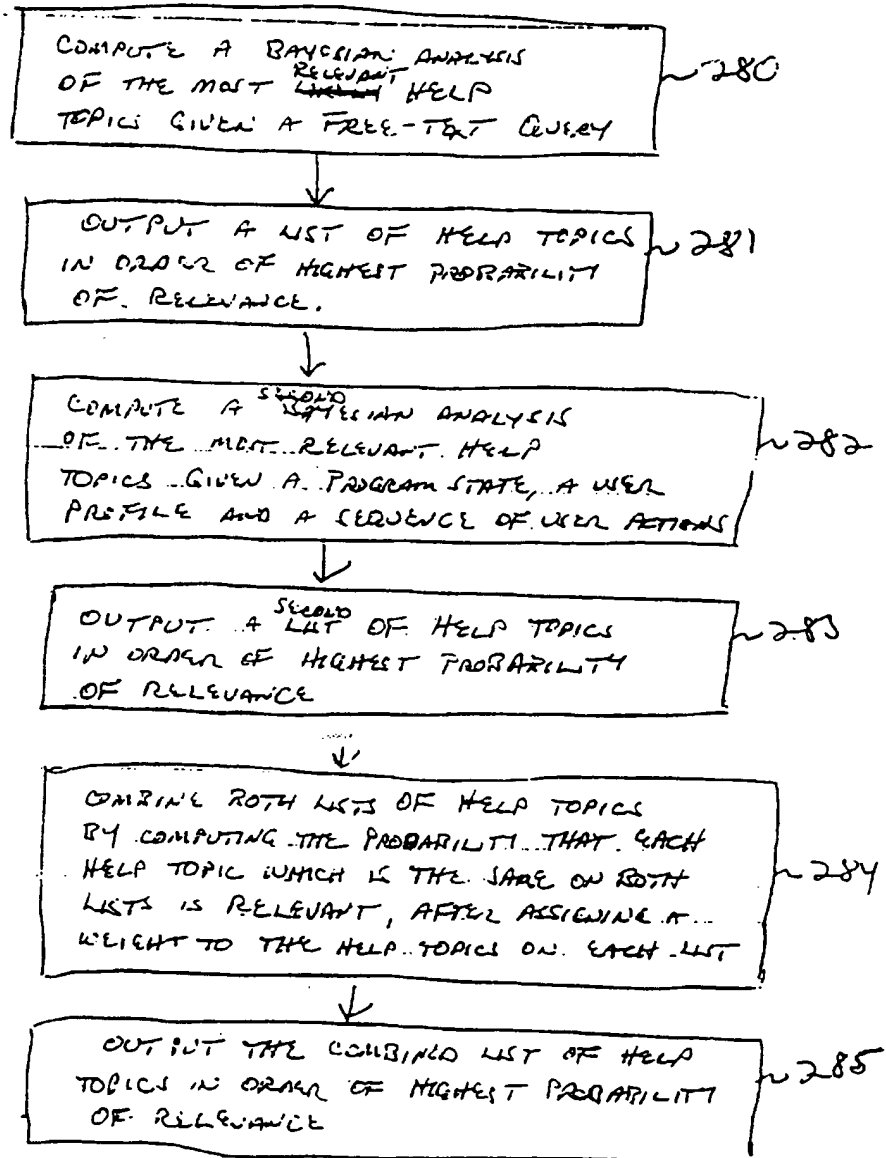 COMPUTE A BAYESIAN ANALYSIS
OF THE MOST RELEVANT HELP
TOPICS GIVEN A FREE-TEXT QUERY
280
OUTPUT A LIST OF HELP TOPICS
IN ORDER OF HIGHEST PROBABILITY
OF RELEVANCE.
281
COMPUTE A SECOND BAYESIAN ANALYSIS
OF THE MOST RELEVANT HELP
TOPICS GIVEN A PROGRAM STATE, A USER
PROFILE AND A SEQUENCE OF USER ACTIONS
282
OUTPUT A SECOND LIST OF HELP TOPICS
IN ORDER OF HIGHEST PROBABILITY
OF RELEVANCE
283
COMBINE BOTH LISTS OF HELP TOPICS
BY COMPUTING THE PROBABILITY THAT EACH
HELP TOPIC WHICH IS THE SAME ON BOTH
LISTS IS RELEVANT, AFTER ASSIGNING A
WEIGHT TO THE HELP TOPICS ON EACH LIST
284
OUTPUT THE COMBINED LIST OF HELP
TOPICS IN ORDER OF HIGHEST PROBABILITY
OF RELEVANCE
285